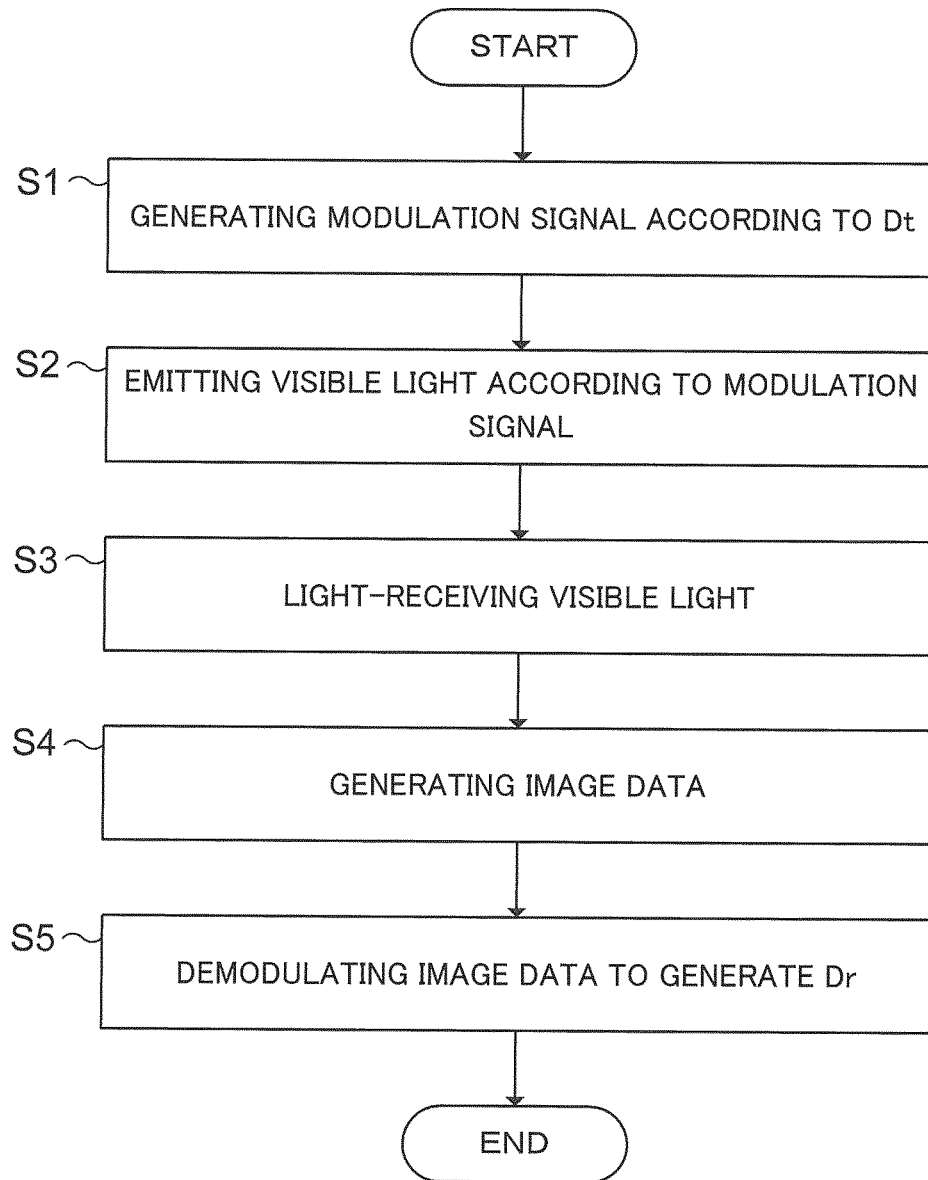 START
S1
GENERATING MODULATION SIGNAL ACCORDING TO Dt
S2
EMITTING VISIBLE LIGHT ACCORDING TO MODULATION
SIGNAL
S3
LIGHT-RECEIVING VISIBLE LIGHT
S4
GENERATING IMAGE DATA
S5
DEMODULATING IMAGE DATA TO GENERATE Dr
END